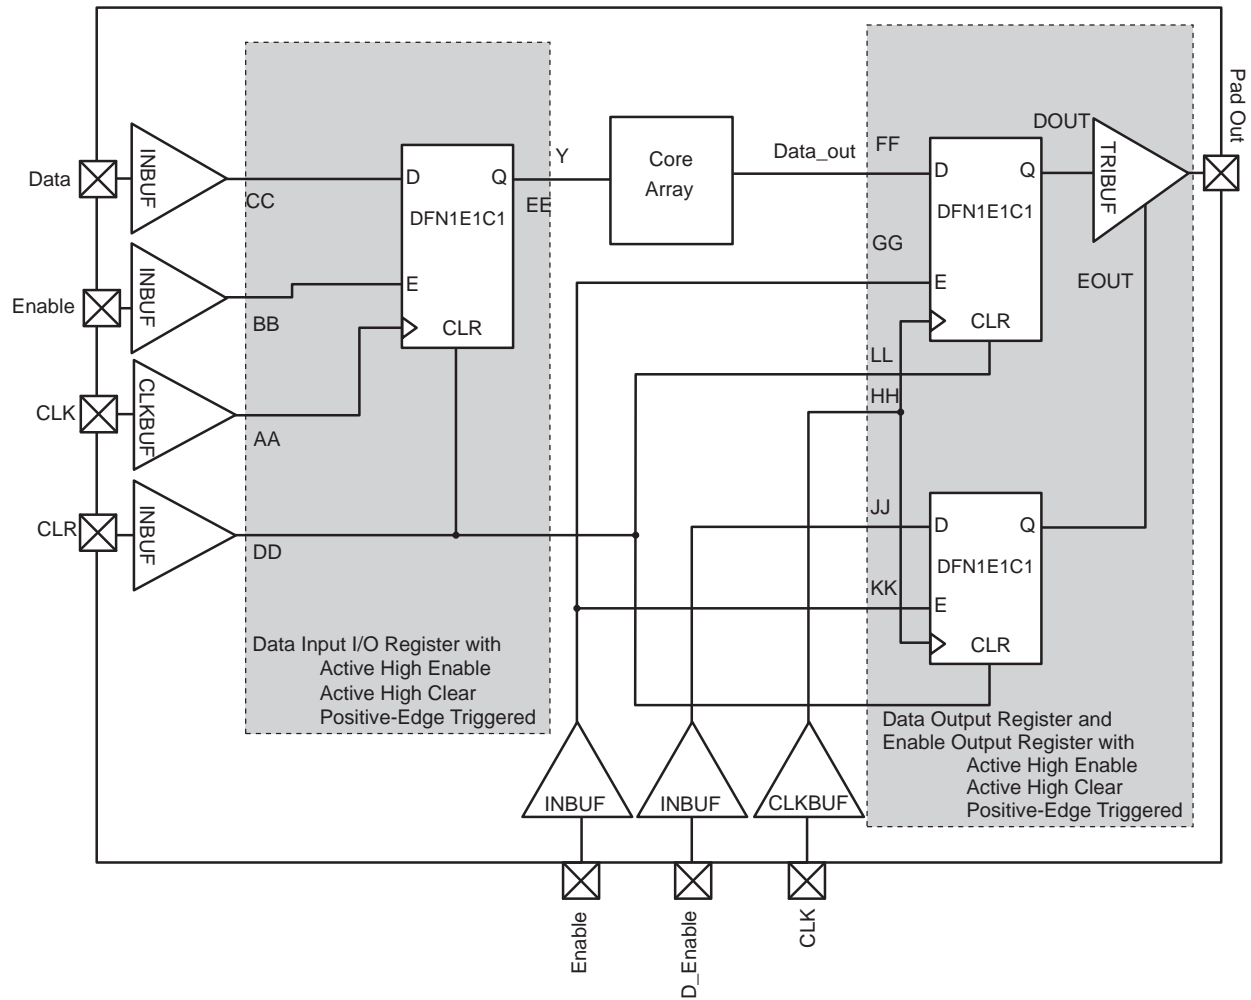 Pad Out
DOUT
FF
Data_out
Y
Core
Array
INBUF
TRIBUF
Data
D
Q
D
Q
CC
EE
DFN1E1C1
DFN1E1C1
GG
INBUF
E
E
EOUT
Enable
BB
CLR
CLR
LL
HH
CLK
CLKBUF
AA
JJ
CLR
INBUF
D
Q
DD
DFN1E1C1
KK
E
CLR
Data Input I/O Register with
Active High Enable
Active High Clear
Positive-Edge Triggered
Data Output Register and
Enable Output Register with
Active High Enable
Active High Clear
Positive-Edge Triggered
INBUF
INBUF
CLKBUF
Enable
D_Enable
CLK